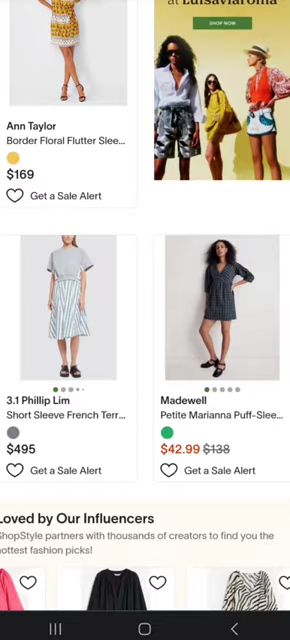 at Luisaviaroma
SHOP NOW
Ann Taylor
Border Floral Flutter Slee...
$169
Get a Sale Alert
3.1 Phillip Lim
Short Sleeve French Terr...
$495
Get a Sale Alert
Madewell
Petite Marianna Puff-Slee...
$42.99 $138
Get a Sale Alert
Loved by Our Influencers
ShopStyle partners with thousands of creators to find you the
hottest fashion picks!